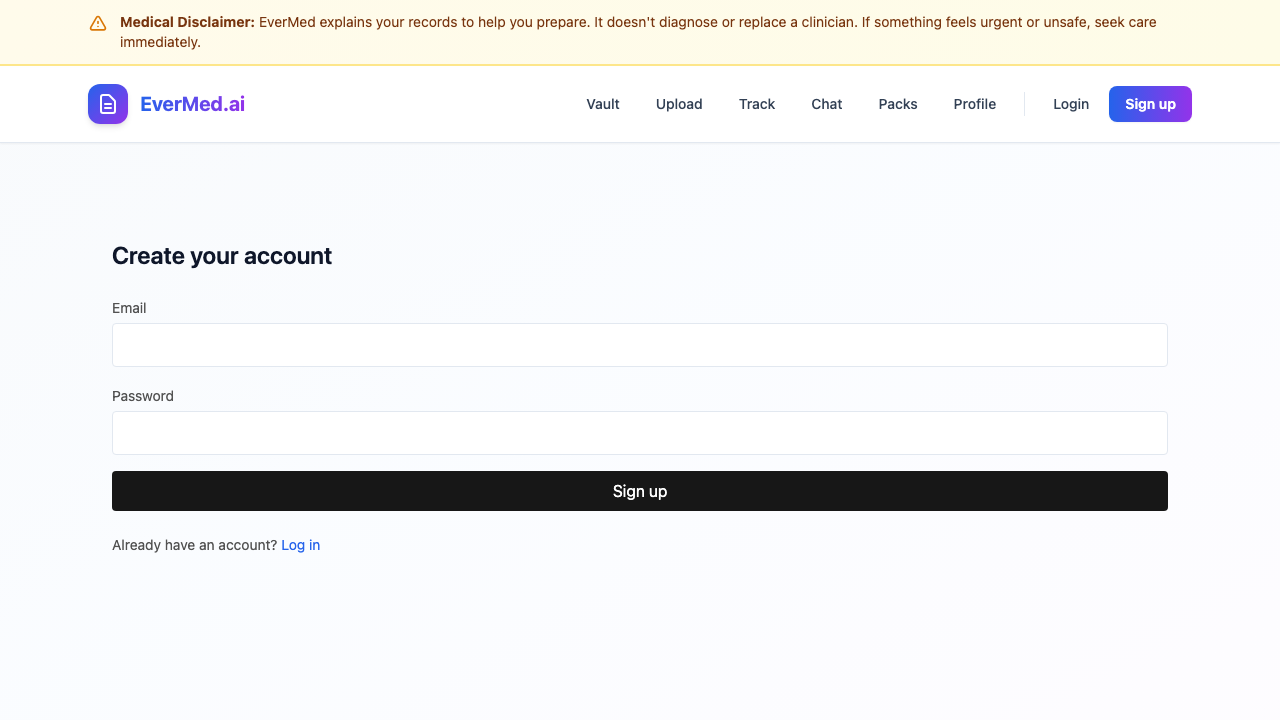 Medical Disclaimer: EverMed explains your records to help you prepare. It doesn't diagnose or replace a clinician. If something feels urgent or unsafe, seek care
immediately.
EverMed.ai
Vault
Upload
Track
Chat
Packs
Profile
Login
Sign up
Create your account
Email
Password
Sign up
Already have an account? Log in